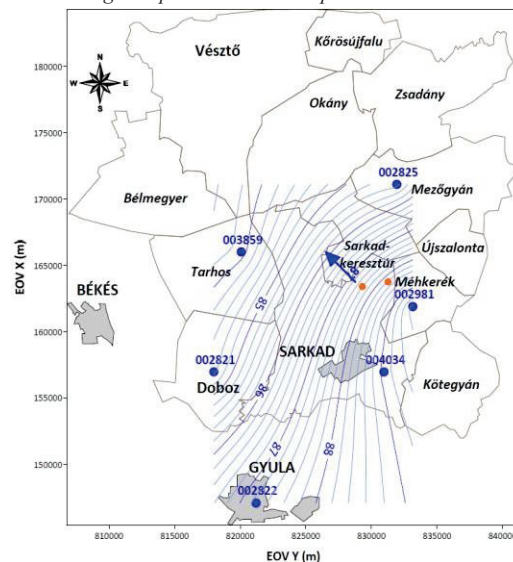 N
W
E
S
Vésztő
Kőrösújfalu
Okány
Zsadány
Bélmegyer
002825
Mezőgyán
003859
Tarhos
Sarkad-
keresztúr
Újszalonta
87
Méhkerék
002981
BÉKÉS
85
SARKAD
004034
002821
Doboz
86
Kötegyán
87
88
GYULA
002822
180000
175000
170000
165000
160000
155000
150000
EOV X (m)
810000
815000
820000
825000
830000
835000
EOV Y (m)